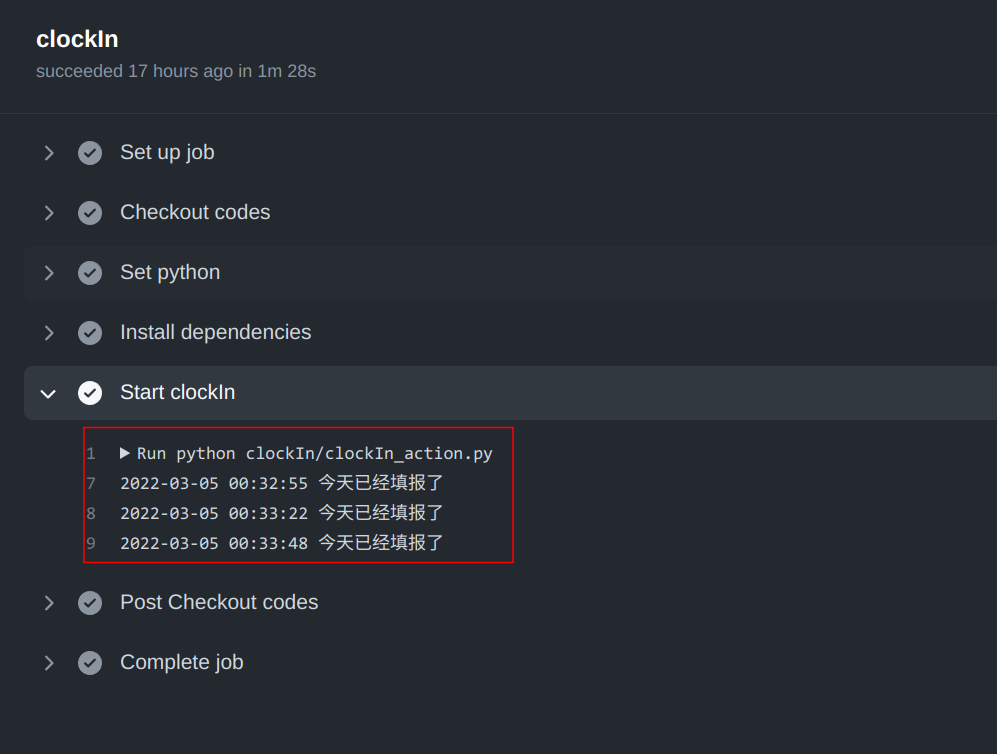 clockIn
succeeded 17 hours ago in 1m 28s
Set up job
Checkout codes
Set python
Install dependencies
Start clockIn
1 ▶ Run python clockIn/clockIn_action.py
7 2022-03-05 00:32:55 今天已经填报了
8 2022-03-05 00:33:22 今天已经填报了
9 2022-03-05 00:33:48 今天已经填报了
Post Checkout codes
Complete job